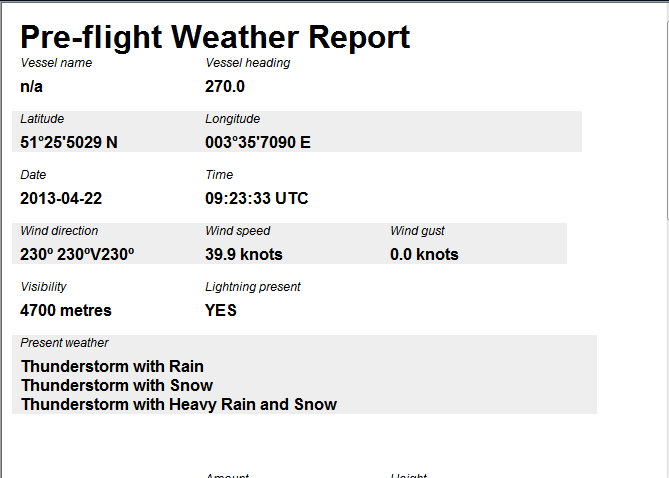 Pre-flight Weather Report
Vessel name Vessel heading
n/a 270.0
Latitude Longitude
51°25'5029 N 003°35'7090 E
Date Time
2013-04-22 09:23:33 UTC
Wind direction Wind speed Wind gust
230º 230ºV230º 39.9 knots 0.0 knots
Visibility Lightning present
4700 metres YES
Present weather
Thunderstorm with Rain
Thunderstorm with Snow
Thunderstorm with Heavy Rain and Snow
Amount Height